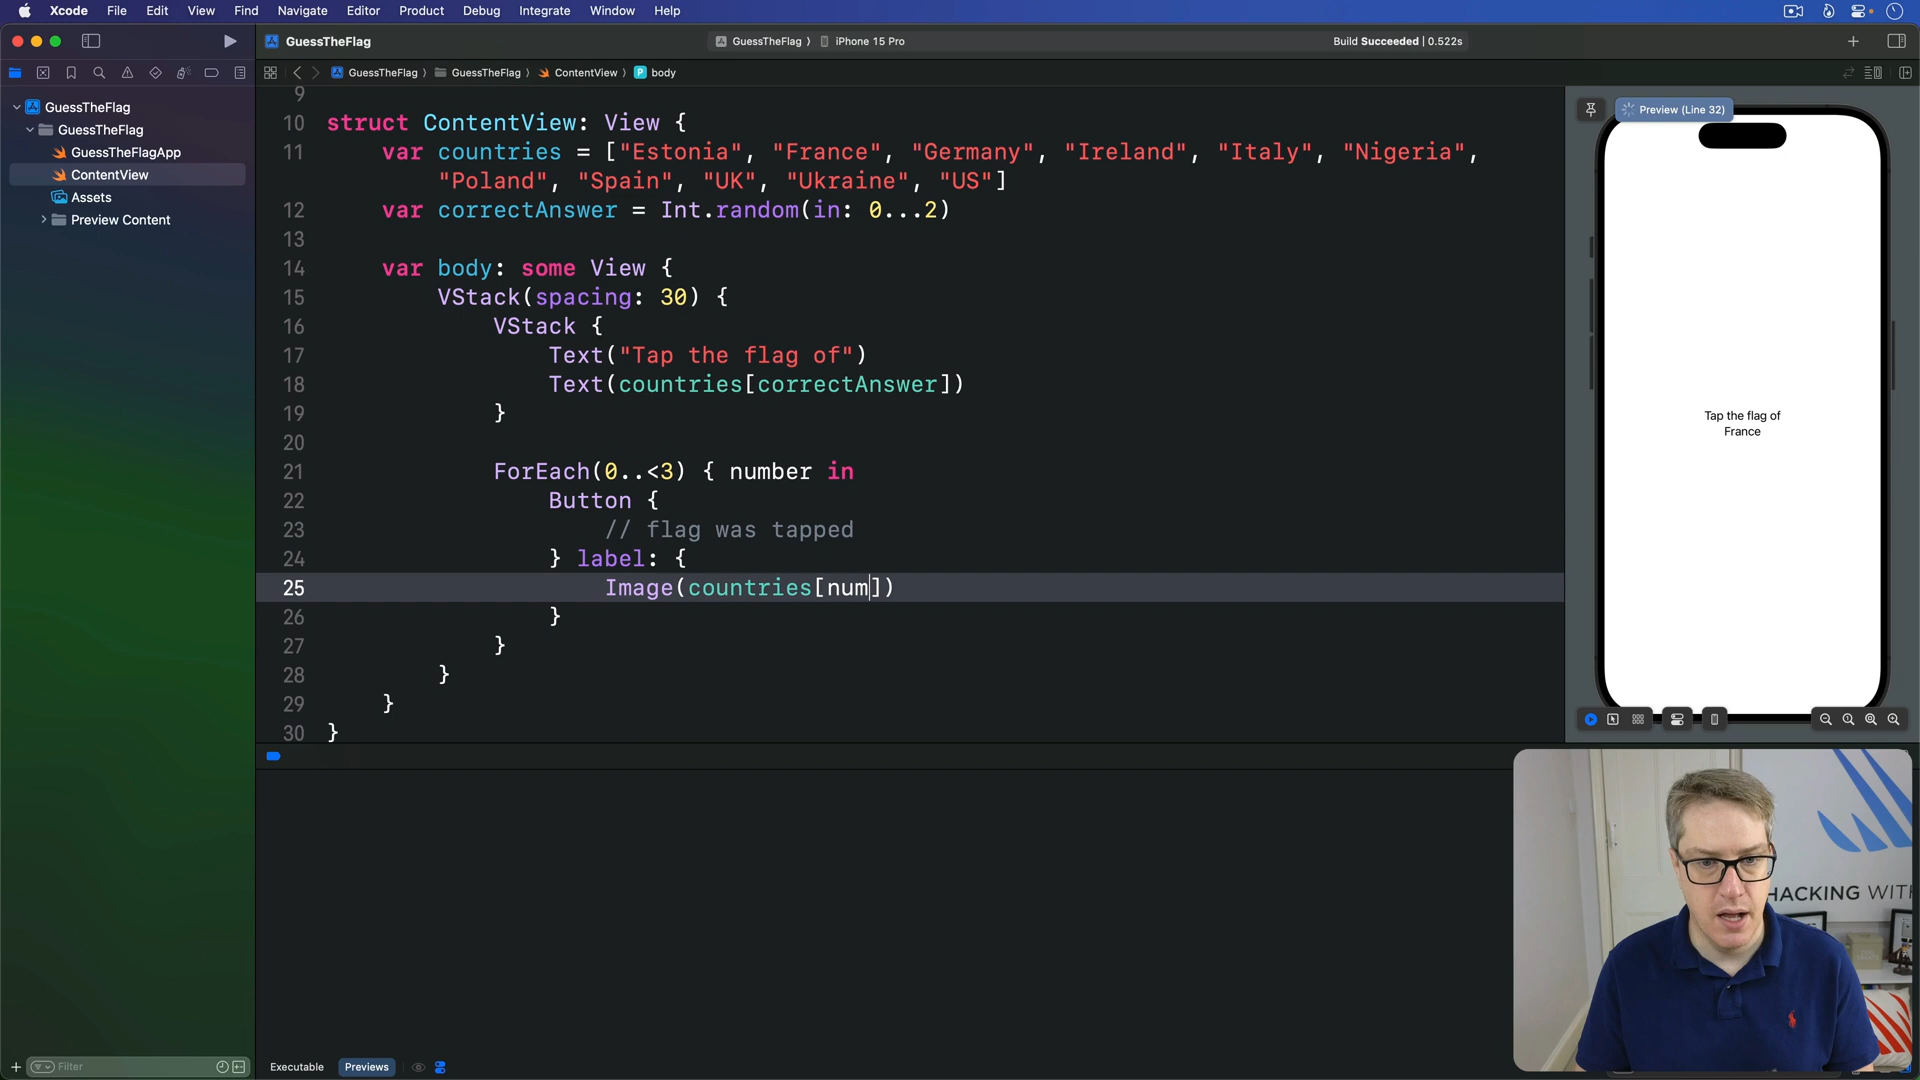 Xcode File Edit View Find Navigate Editor Product Debug Integrate Window Help
GuessTheFlag
GuessTheFlag 〉 iPhone 15 Pro
Build Succeeded | 0.522s
GuessTheFlag 〉 GuessTheFlag 〉 ContentView 〉 P body
GuessTheFlag
GuessTheFlag
GuessTheFlagApp
ContentView
Assets
Preview Content
Filter
9
10 struct ContentView: View {
11 var countries = ["Estonia", "France", "Germany", "Ireland", "Italy", "Nigeria",
"Poland", "Spain", "UK", "Ukraine", "US"]
12 var correctAnswer = Int.random(in: 0...2)
13
14 var body: some View {
15 VStack(spacing: 30) {
16 VStack {
17 Text("Tap the flag of")
18 Text(countries[correctAnswer])
19 }
20
21 ForEach(0..<3) { number in
22 Button {
23 // flag was tapped
24 } label: {
25 Image(countries[num])
26 }
27 }
28 }
29 }
30 }
Preview (Line 32)
Tap the flag of
France
Executable Previews
HACKING WITH